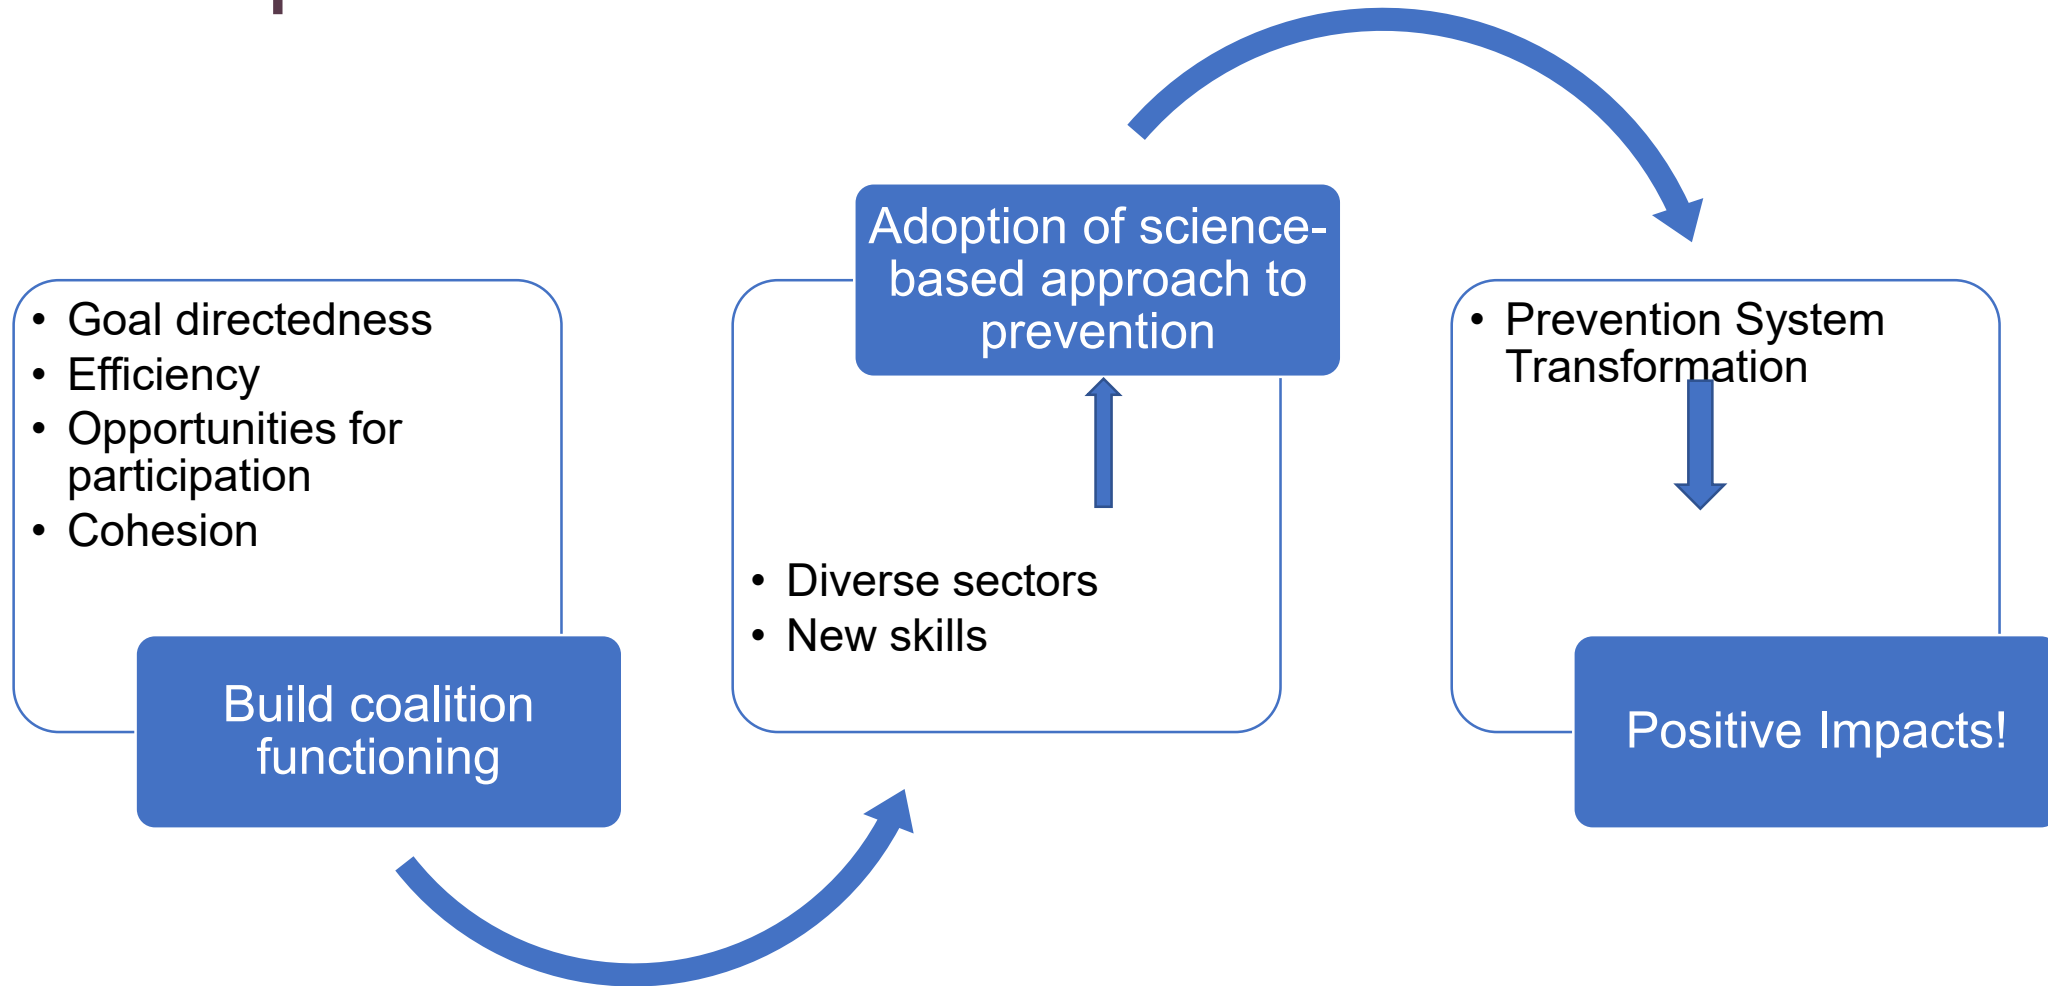 • Goal directedness
• Efficiency
• Opportunities for
participation
• Cohesion
Build coalition
functioning
Adoption of science-
based approach to
prevention
• Diverse sectors
• New skills
• Prevention System
Transformation
Positive Impacts!